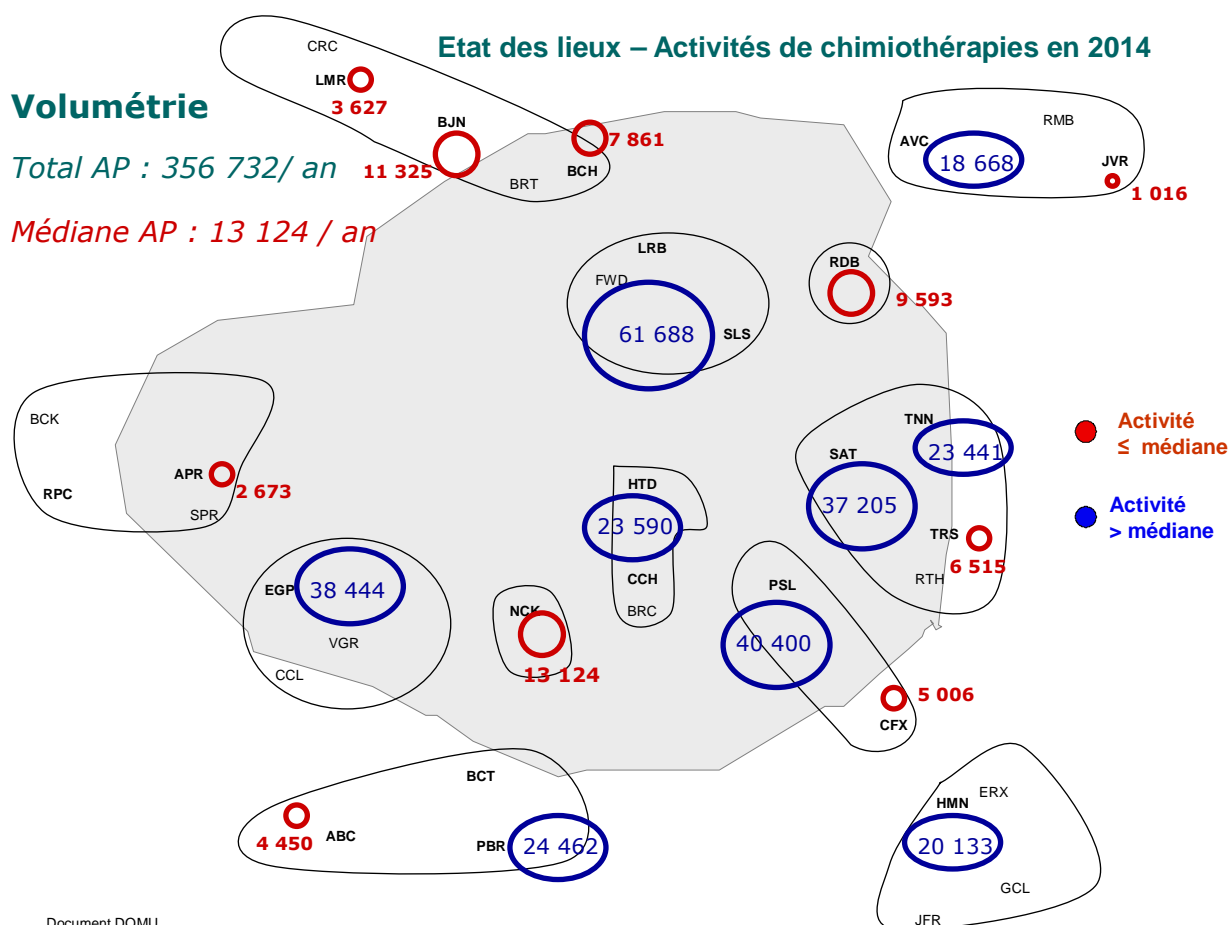 Etat des lieux – Activités de chimiothérapies en 2014
Volumétrie
Total AP : 356 732/ an
Médiane AP : 13 124 / an
CRC
LMR
3 627
BJN
11 325
7 861
BCH
BRT
AVC
18 668
RMB
JVR
1 016
LRB
FWD
61 688
SLS
RDB
9 593
BCK
APR
2 673
RPC
SPR
TNN
23 441
SAT
37 205
TRS
6 515
RTH
Activité
≤ médiane
Activité
> médiane
HTD
23 590
CCH
BRC
EGP
38 444
VGR
CCL
NCK
13 124
PSL
40 400
5 006
CFX
BCT
4 450
ABC
PBR
24 462
HMN
ERX
20 133
GCL
JFR
Document DOMU